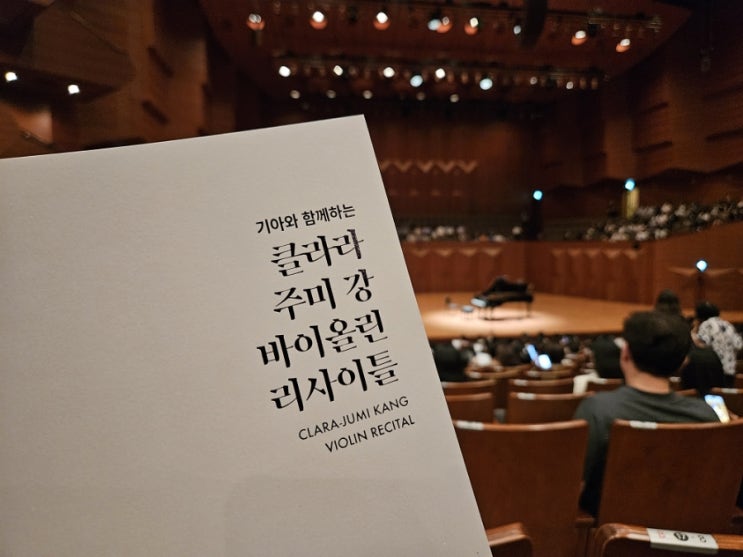 기아와 함께하는
클라라
주미 강
바이올린
리사이틀
CLARA-JUMI KANG
VIOLIN RECITAL